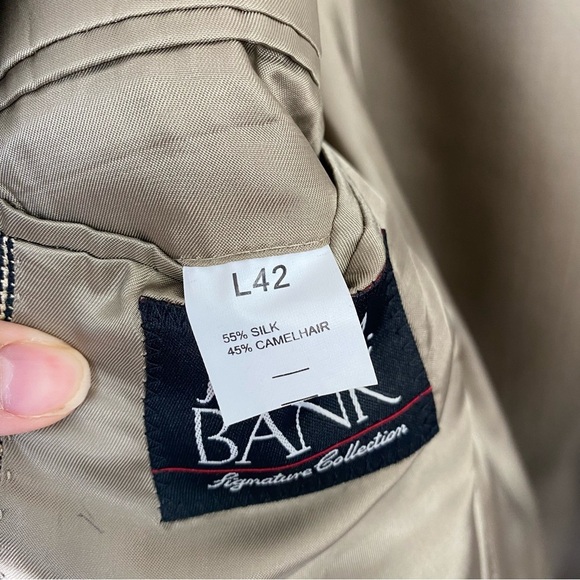 L42
55% SILK
45% CAMELHAIR
BANK
Signature Collection